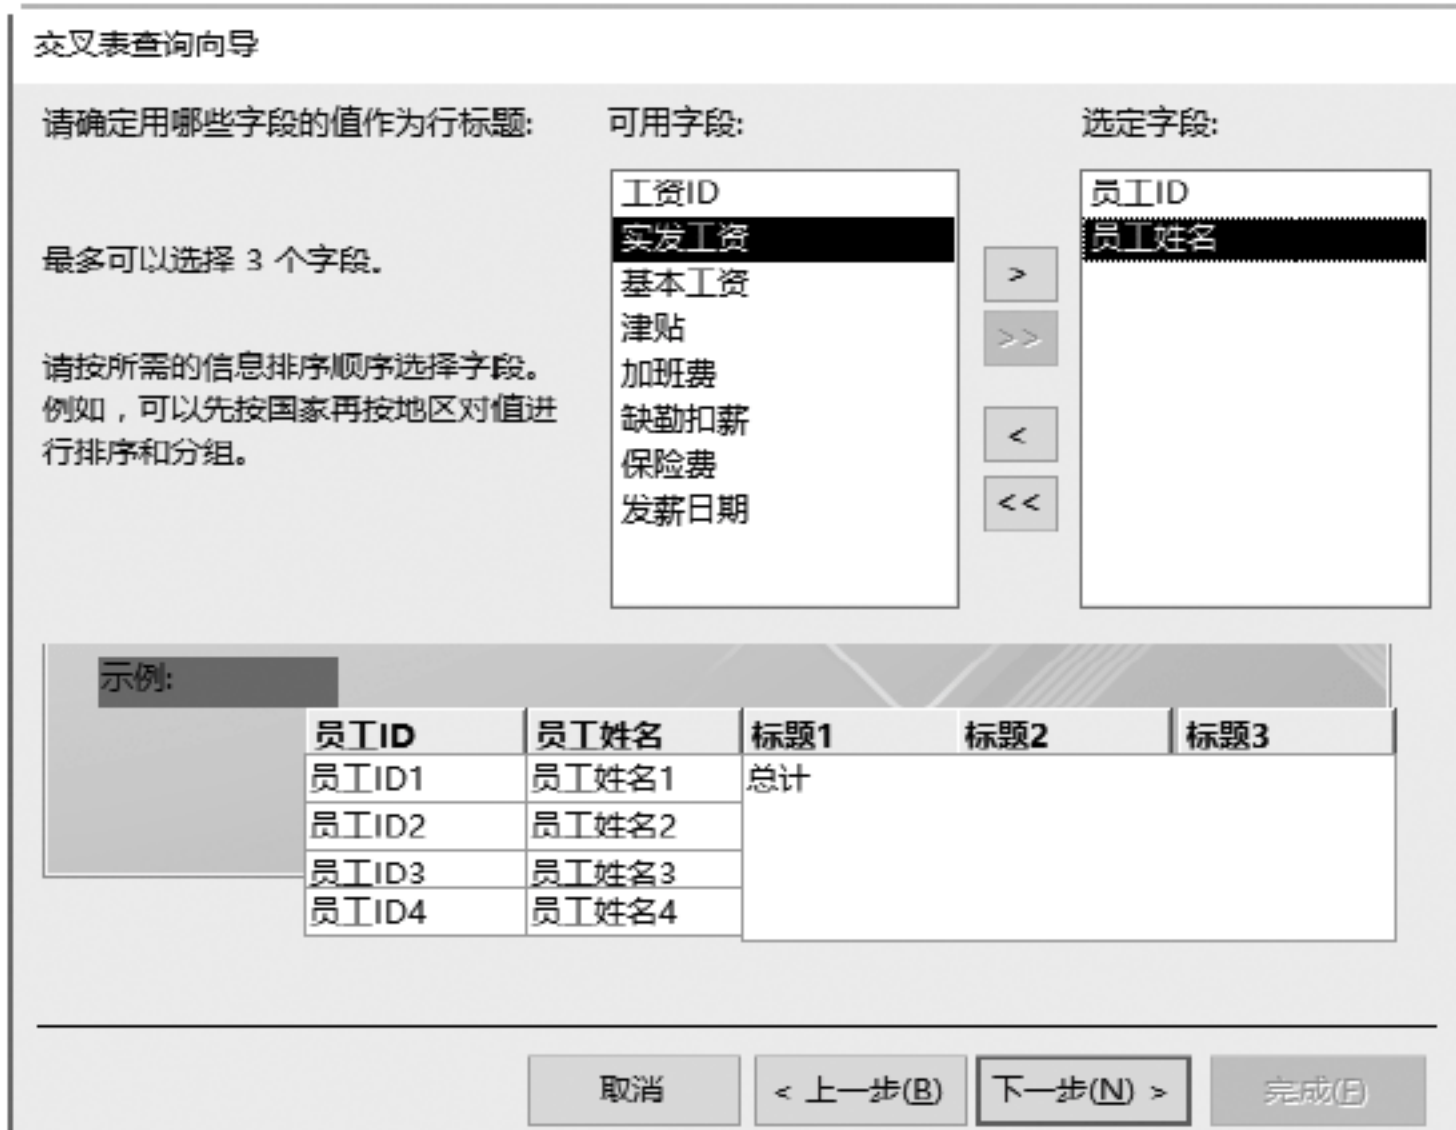 交叉表查询向导
请确定用哪些字段的值作为行标题:
最多可以选择 3 个字段。
请按所需的信息排序顺序选择字段。
例如，可以先按国家再按地区对值进
行排序和分组。
可用字段:
工资ID
实发工资
基本工资
津贴
加班费
缺勤扣薪
保险费
发薪日期
>
>>
<
<<
选定字段:
员工ID
员工姓名
示例:
员工ID 员工姓名 标题1 标题2 标题3
员工ID1 员工姓名1 总计
员工ID2 员工姓名2
员工ID3 员工姓名3
员工ID4 员工姓名4
取消 < 上一步(B) 下一步(N) > 完成(F)